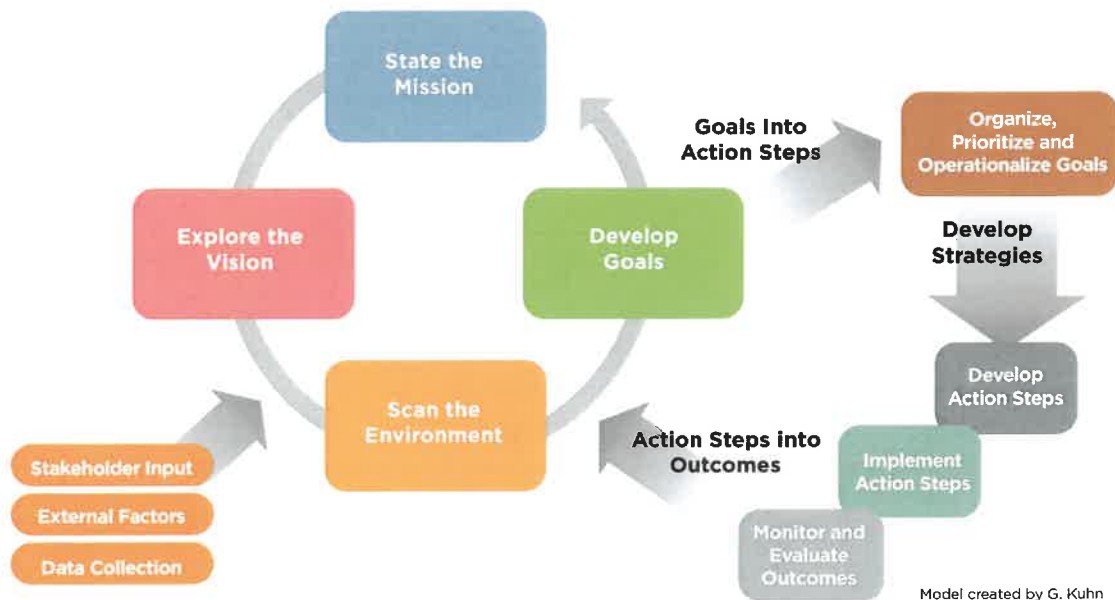 State the
Mission
Goals Into
Action Steps
Organize,
Prioritize and
Operationalize Goals
Explore the
Vision
Develop
Goals
Develop
Strategies
Scan the
Environment
Develop
Action Steps
Action Steps into
Outcomes
Stakeholder Input
External Factors
Data Collection
Implement
Action Steps
Monitor and
Evaluate
Outcomes
Model created by G. Kuhn